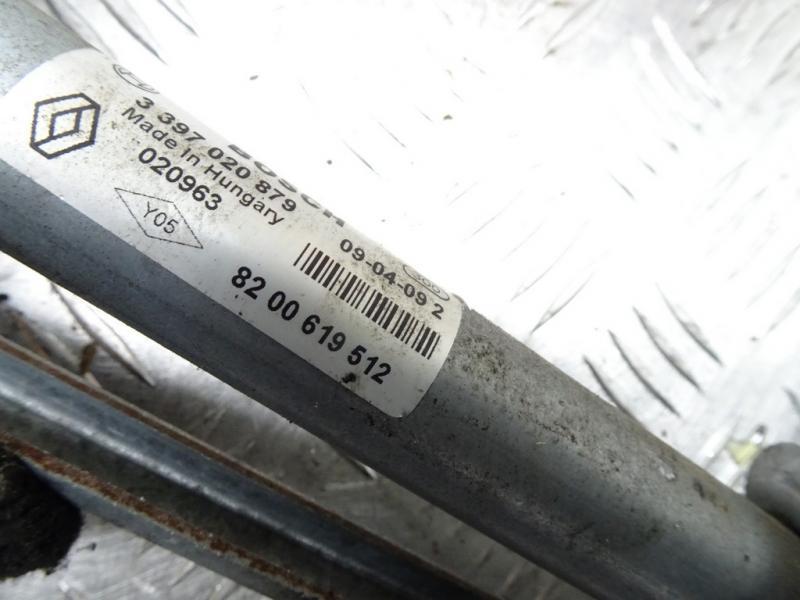 BOSCH
3 397 020 879
Made in Hungary
020963
Y05
09-04-09 2
82 00 619 512